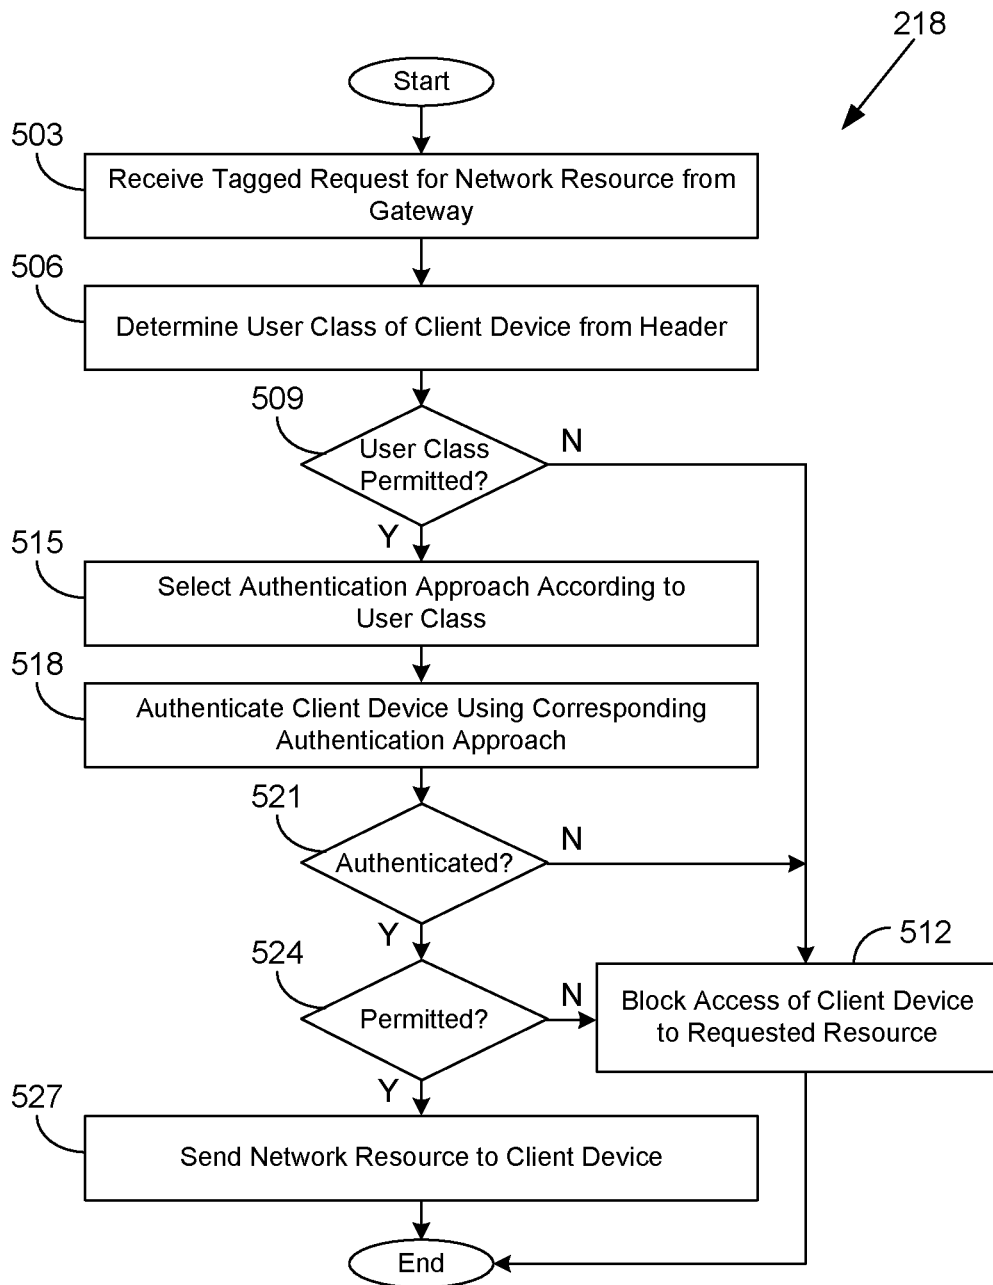 218
Start
503
Receive Tagged Request for Network Resource from
Gateway
506
Determine User Class of Client Device from Header
509
User Class
Permitted?
N
Y
515
Select Authentication Approach According to
User Class
518
Authenticate Client Device Using Corresponding
Authentication Approach
521
Authenticated?
N
Y
524
Permitted?
N
512
Block Access of Client Device
to Requested Resource
Y
527
Send Network Resource to Client Device
End